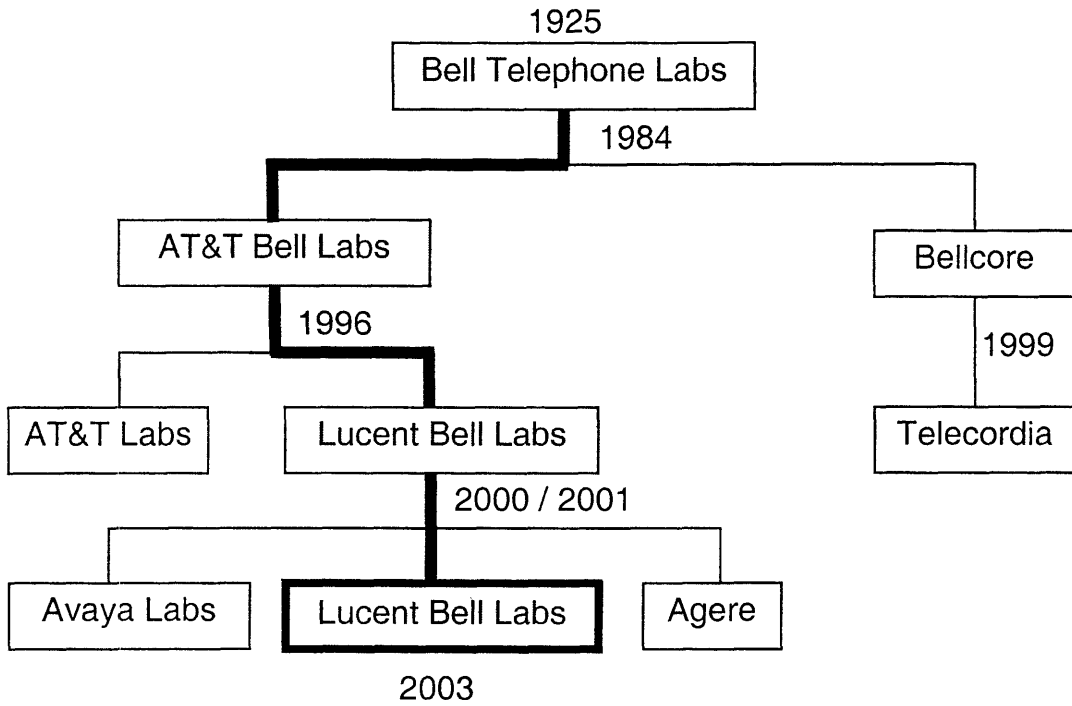 1925
Bell Telephone Labs
1984
AT&T Bell Labs
Bellcore
1996
1999
AT&T Labs
Lucent Bell Labs
Telecordia
2000 / 2001
Avaya Labs
Lucent Bell Labs
Agere
2003